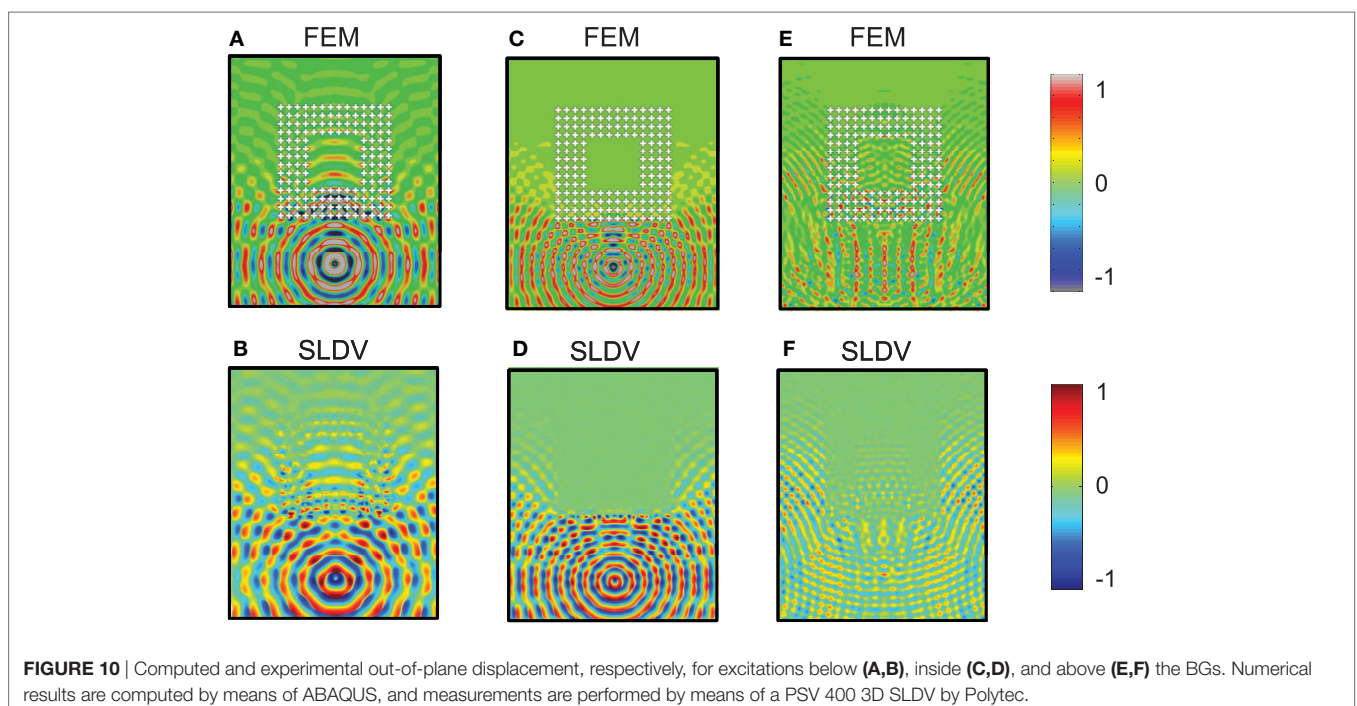 A FEM
C FEM
E FEM
1
0
-1
B SLDV
D SLDV
F SLDV
1
0
-1
FIGURE 10 | Computed and experimental out-of-plane displacement, respectively, for excitations below (A,B), inside (C,D), and above (E,F) the BGs. Numerical
results are computed by means of ABAQUS, and measurements are performed by means of a PSV 400 3D SLDV by Polytec.